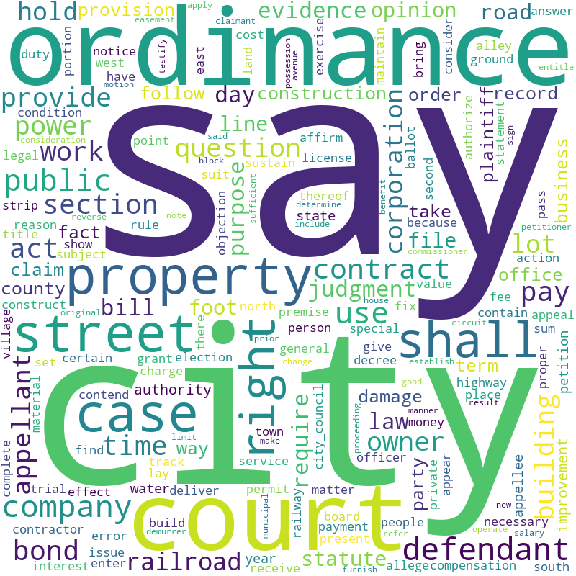 hold provision evidence opinion road answer
easement apply claimant
ordinance
duty portion notice west cost east land exercise bring consider alley ground entitle
testify have motion possession avenue maintain
provide follow day construction order record
say
power condition line said affirm
work question point legal sustain license authorize statement sign plaintiff
public consideration block suit thereof ballot second
section purpose corporation business
strip reverse reason fact rule objection sufficient determine include state benefit take because pass petitioner
act title show note subject commissioner file lot action
claim property contract office
county bill foot north judgment use pay
construct original premise house value fee appeal
village street person special fix circuit contain sum
set certain there grant election general prior give decree establish shall petition
material charge change highway term proper
appellant case right require city_council damage law place owner building
city
authority contend town money good manner result
complete find time way make officer party private appear appellee improvement
company limit track lay service proceeding
trial effect water deliver permit railway matter necessary
contractor build municipal board people statute operate
bond error demurrer payment present refer new
issue railroad year allege compensation defendant
interest enter receive furnish salary south